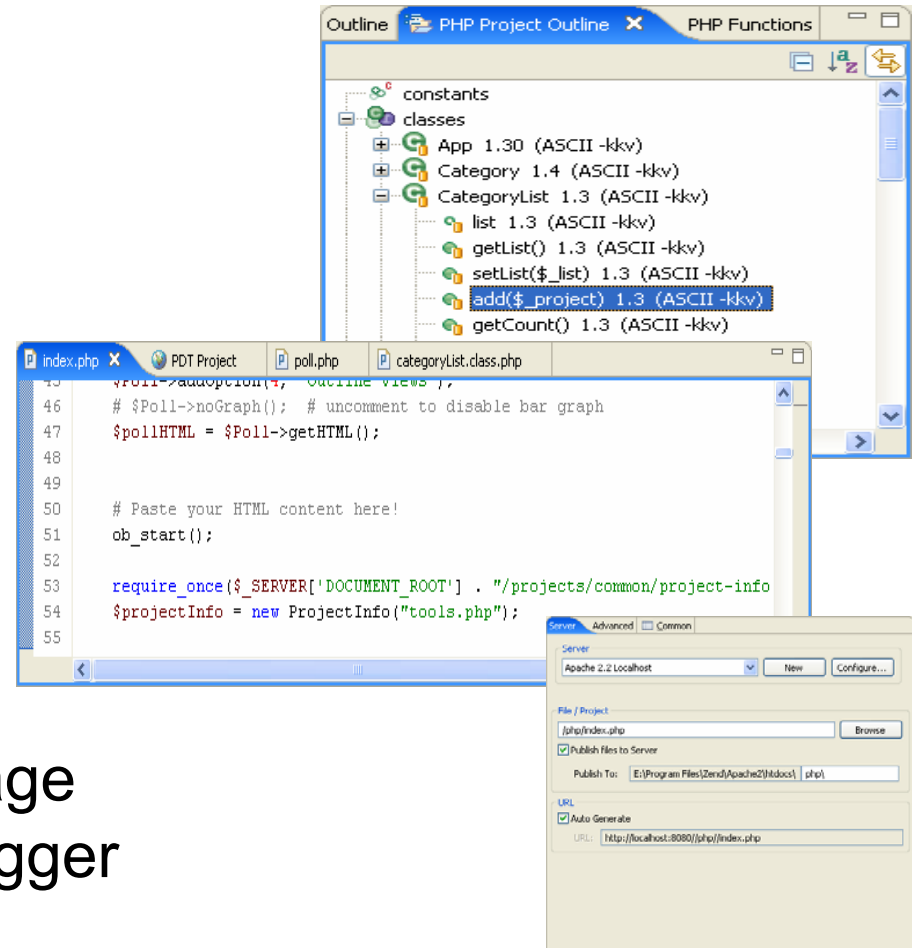 Outline PHP Project Outline PHP Functions
constants
classes
App 1.30 (ASCII -kkv)
Category 1.4 (ASCII -kkv)
CategoryList 1.3 (ASCII -kkv)
list 1.3 (ASCII -kkv)
getList() 1.3 (ASCII -kkv)
setList($_list) 1.3 (ASCII -kkv)
add($_project) 1.3 (ASCII -kkv)
getCount() 1.3 (ASCII -kkv)
index.php PDT Project poll.php categoryList.class.php
45 $Poll->addOption(4, "Outline Views");
46 # $Poll->noGraph(); # uncomment to disable bar graph
47 $pollHTML = $Poll->getHTML();
48
49
50 # Paste your HTML content here!
51 ob_start();
52
53 require_once($_SERVER['DOCUMENT_ROOT'] . "/projects/common/project-info
54 $projectInfo = new ProjectInfo("tools.php");
55
Server Advanced Common
Server
Apache 2.2 Localhost New Configure...
File / Project
/php/index.php Browse
Publish files to Server
Publish To: E:\Program Files\Zend\Apache2\htdocs\ php\
URL
Auto Generate
URL: http://localhost:8080//php//index.php
age
gger